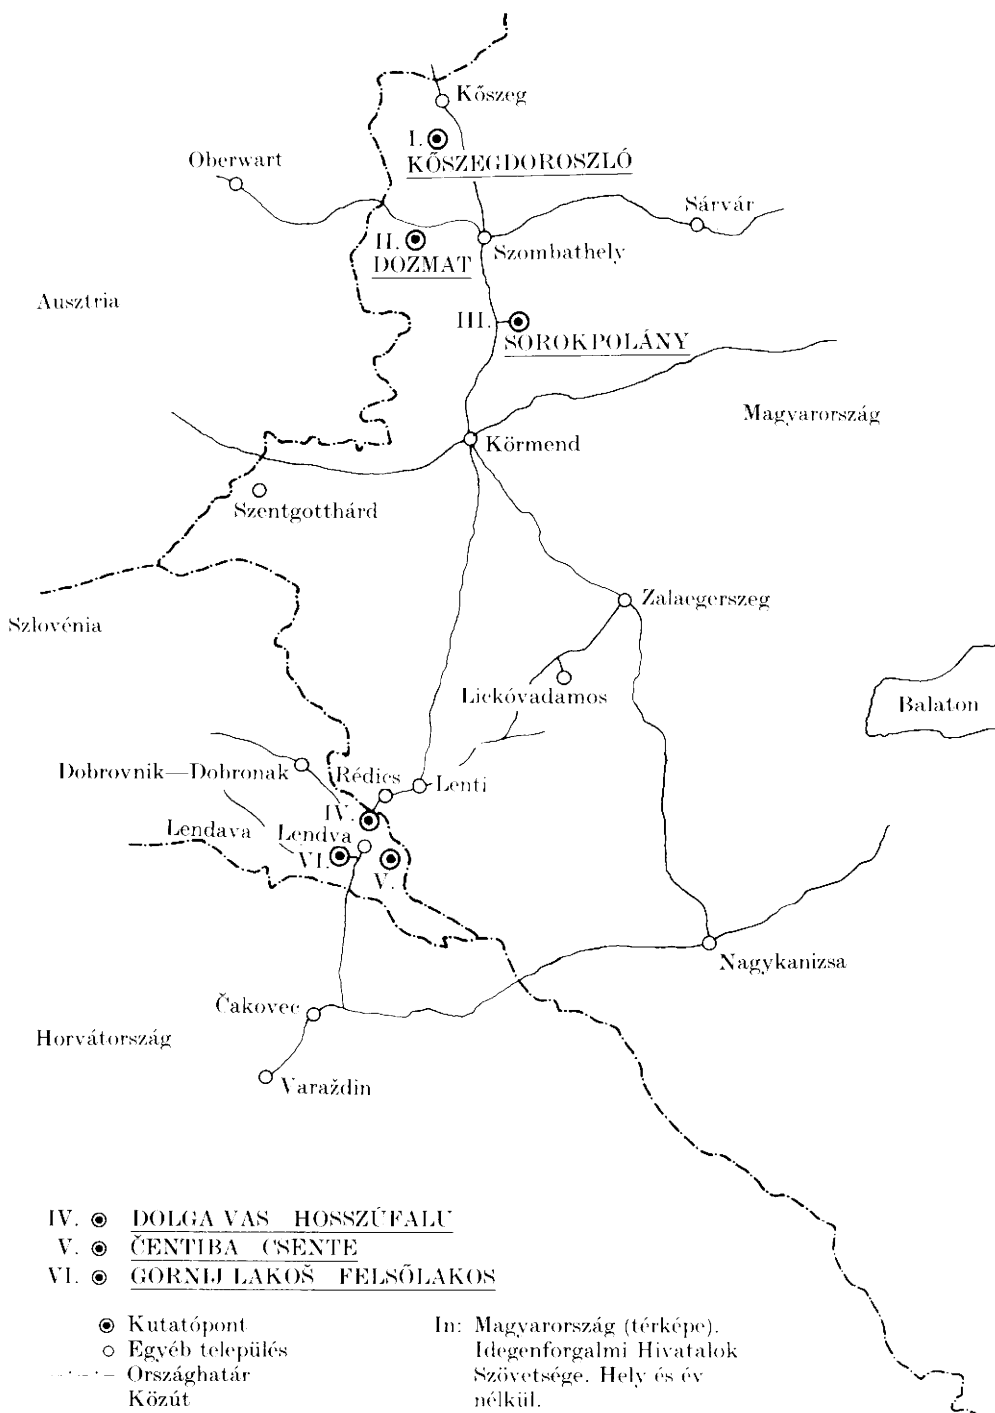 Kőszeg
I.
KŐSZEGDOROSZLÓ
Oberwart
Sárvár
II.
DOZMAT
Szombathely
Ausztria
III.
SOROKPOLÁNY
Magyarország
Körmend
Szentgotthárd
Zalaegerszeg
Szlovénia
Lickóvadamos
Balaton
Dobrovnik—Dobronak
Rédics
Lenti
IV.
Lendava
Lendva
VI.
V.
Nagykanizsa
Čakovec
Horvátország
Varaždin
IV. DOLGA VAS HOSSZÚFALU
V. ČENTIBA CSENTE
VI. GORNIJ LAKOŠ FELSŐLAKOS
Kutatópont
Egyéb település
Országhatár
Közút
In: Magyarország (térképe).
Idegenforgalmi Hivatalok
Szövetsége. Hely és év
nélkül.